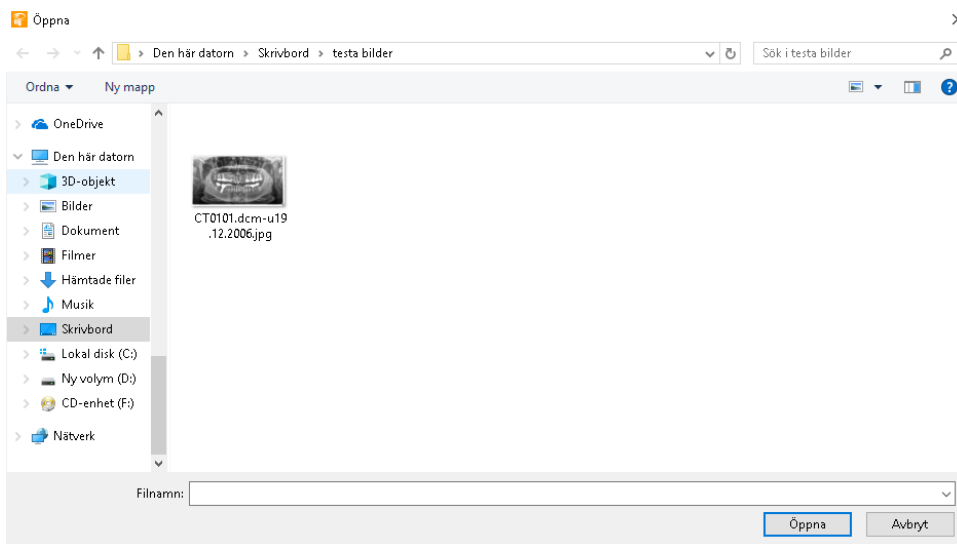 Öppna
Den här datorn > Skrivbord > testa bilder
Sök i testa bilder
Ordna
Ny mapp
OneDrive
Den här datorn
3D-objekt
Bilder
Dokument
Filmer
Hämtade filer
Musik
Skrivbord
Lokal disk (C:)
Ny volym (D:)
CD-enhet (F:)
Nätverk
CT0101.dcm-u19
.12.2006.jpg
Filnamn:
Öppna
Avbryt